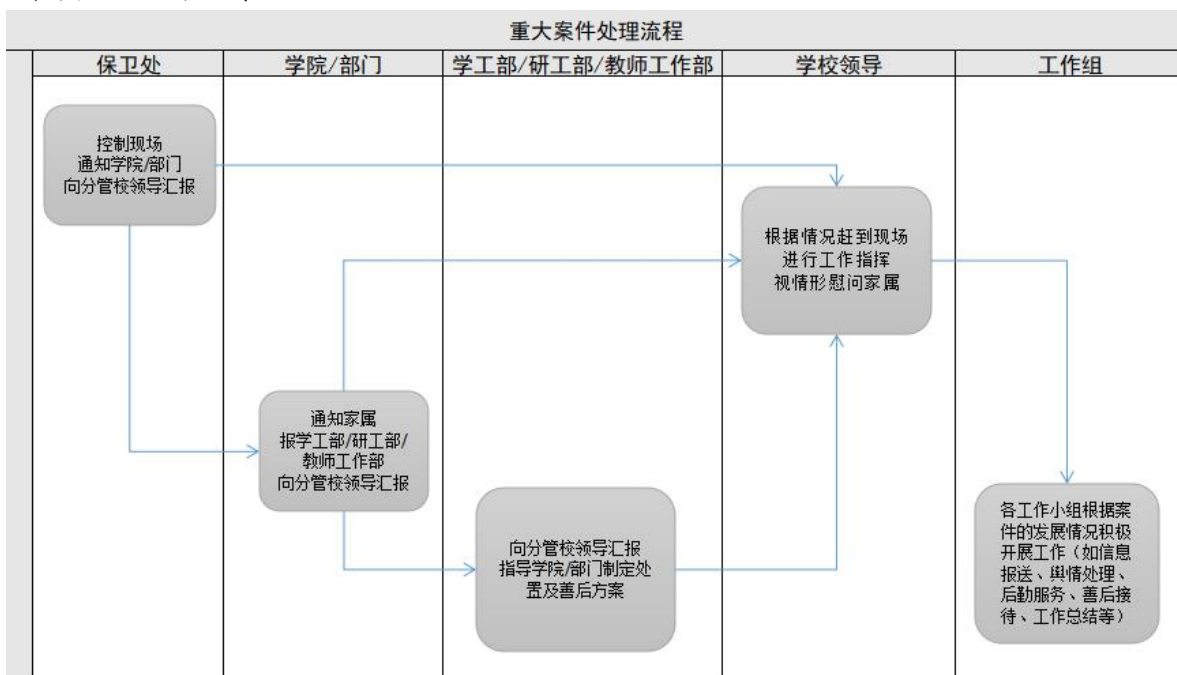 重大案件处理流程
保卫处
学院/部门
学工部/研工部/教师工作部
学校领导
工作组
控制现场
通知学院/部门
向分管校领导汇报
根据情况赶到现场
进行工作指挥
视情形慰问家属
通知家属
报学工部/研工部/
教师工作部
向分管校领导汇报
向分管校领导汇报
指导学院/部门制定处
置及善后方案
各工作小组根据案
件的发展情况积极
开展工作（如信息
报送、舆情处理、
后勤服务、善后接
待、工作总结等）